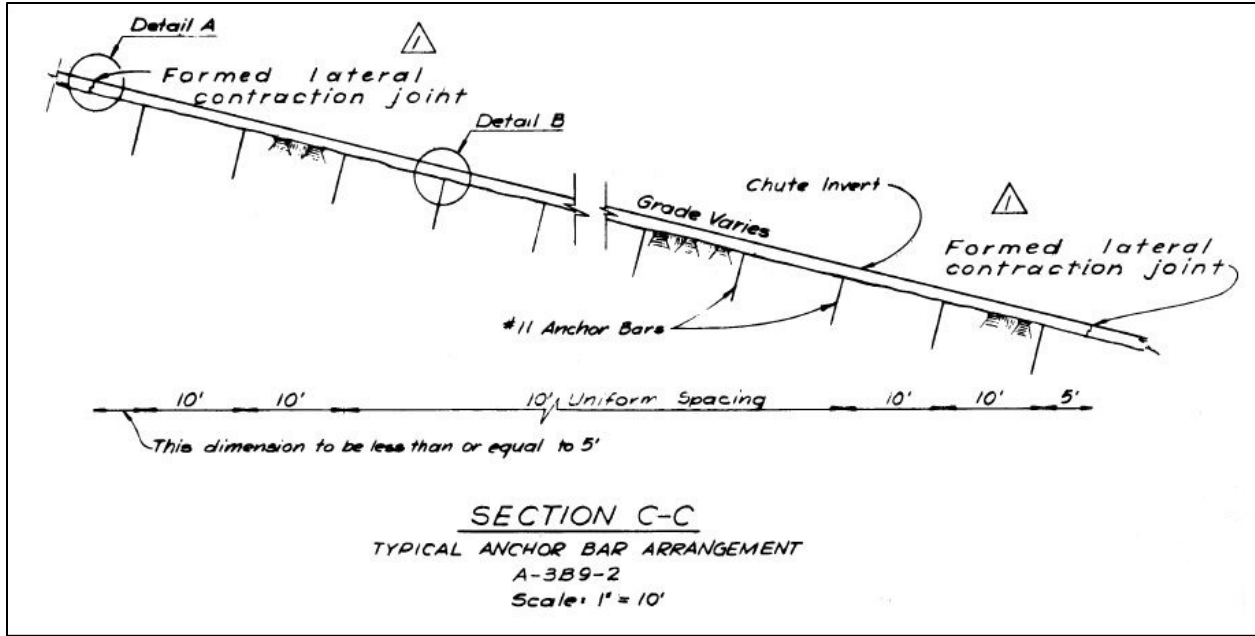 Detail A
1
Formed lateral
contraction joint
Detail B
Chute Invert
1
Grade Varies
Formed lateral
contraction joint
#11 Anchor Bars
10' 10' 10' Uniform Spacing 10' 10' 5'
This dimension to be less than or equal to 5'
SECTION C-C
TYPICAL ANCHOR BAR ARRANGEMENT
A-3B9-2
Scale: 1" = 10'